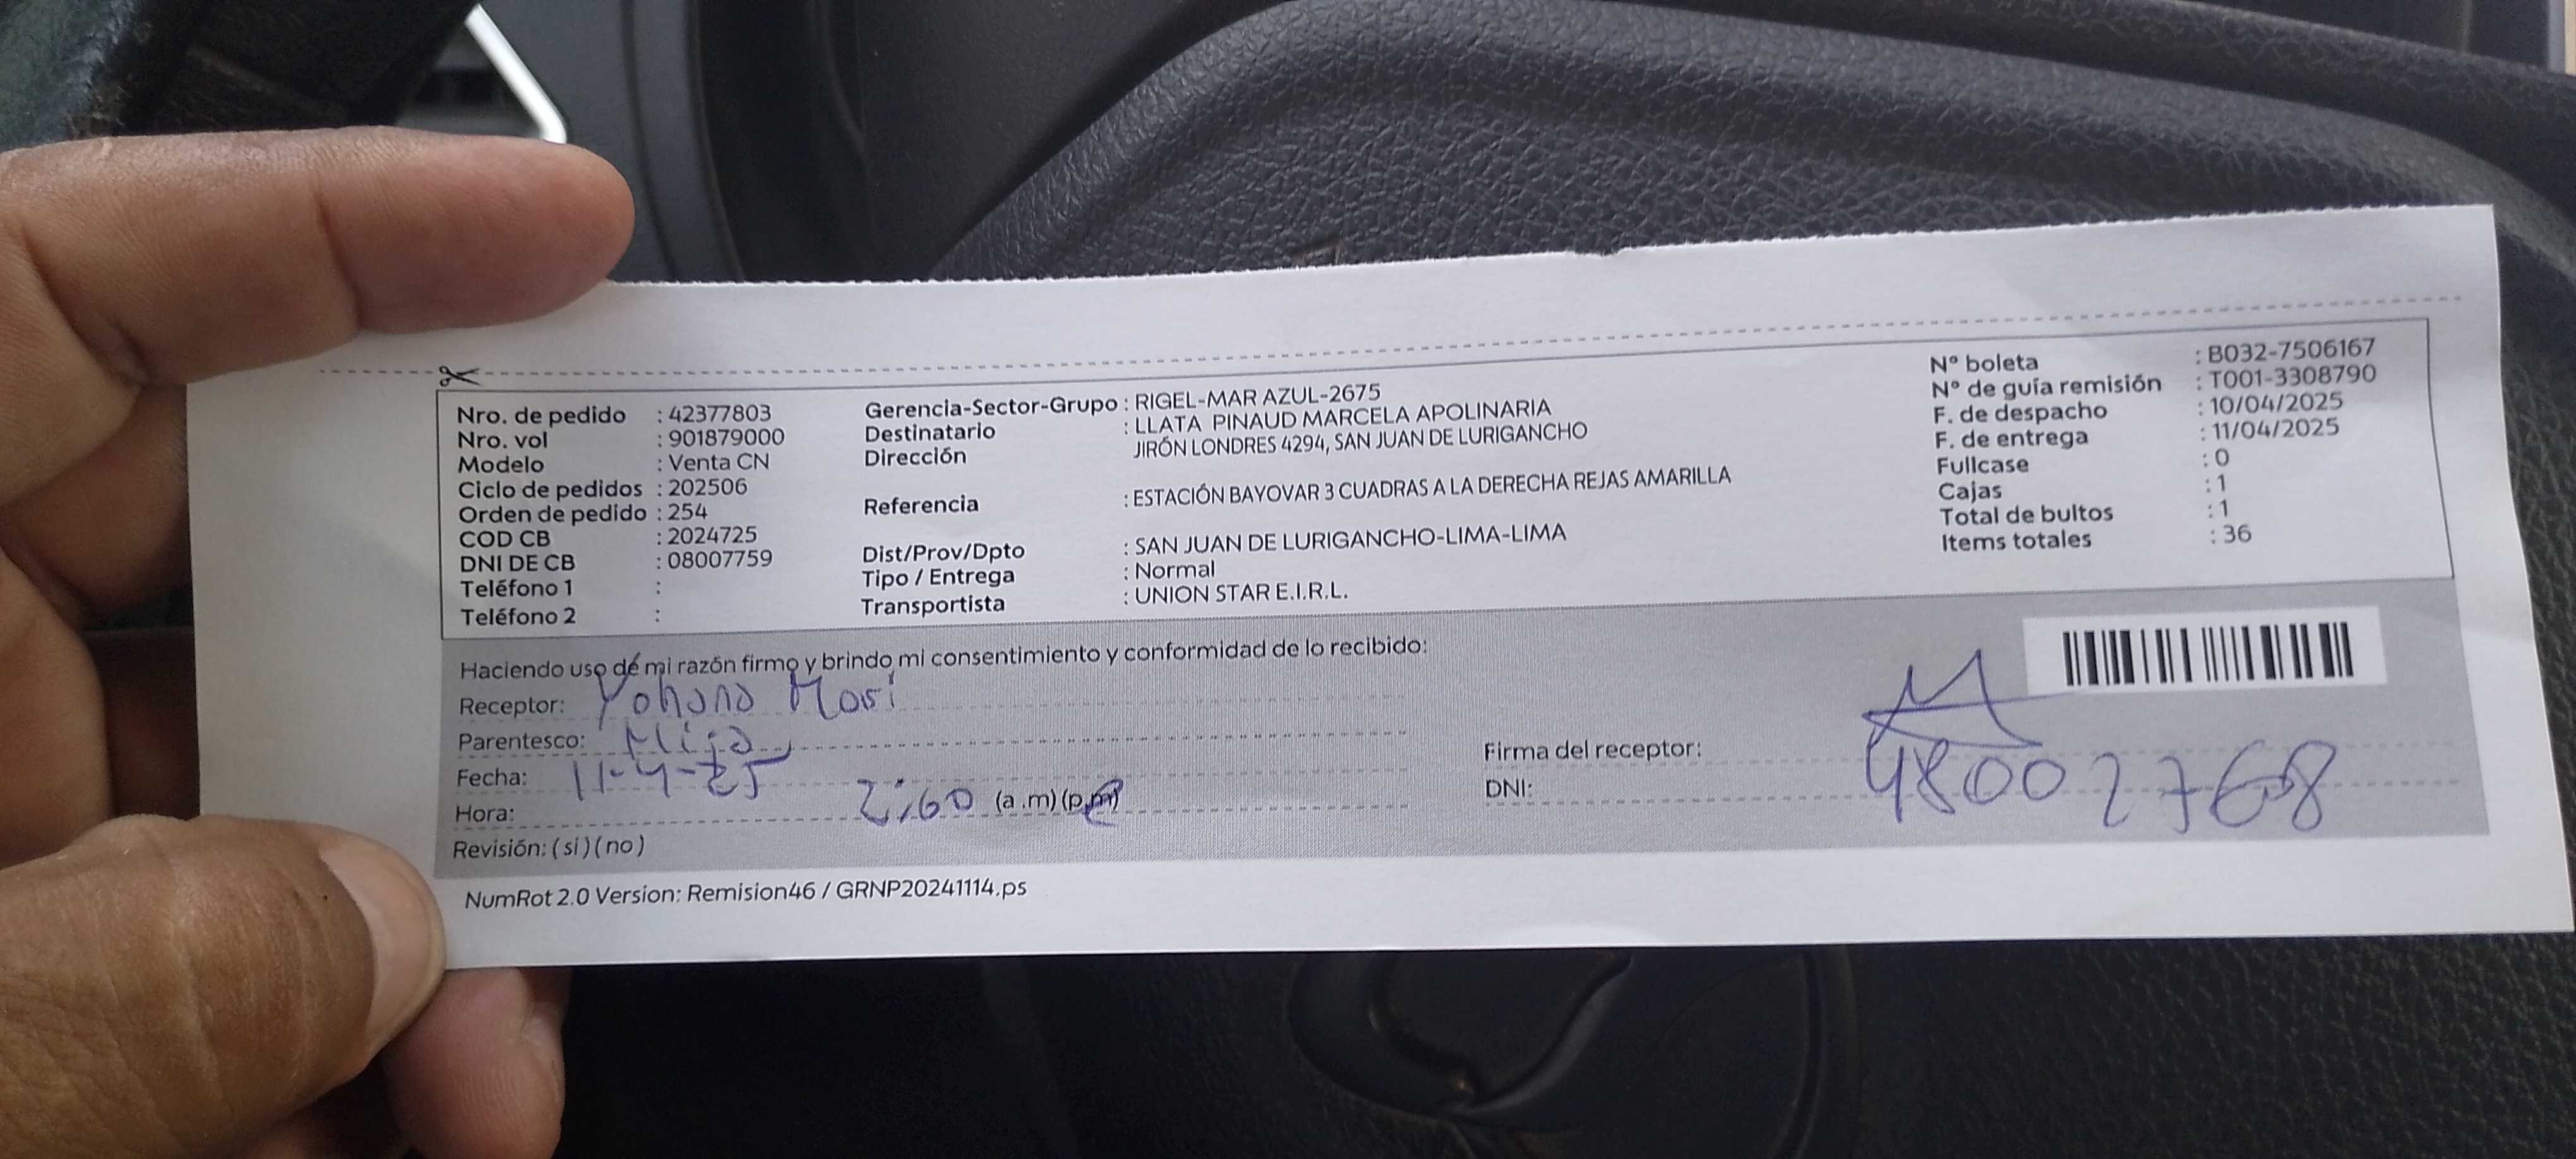 Nro. de pedido : 42377803
Nro. vol : 901879000
Modelo : Venta CN
Ciclo de pedidos : 202506
Orden de pedido : 254
COD CB : 2024725
DNI DE CB : 08007759
Teléfono 1 :
Teléfono 2 :
Gerencia-Sector-Grupo : RIGEL-MAR AZUL-2675
Destinatario : LLATA PINAUD MARCELA APOLINARIA
Dirección JIRÓN LONDRES 4294, SAN JUAN DE LURIGANCHO
Referencia : ESTACIÓN BAYOVAR 3 CUADRAS A LA DERECHA REJAS AMARILLA
Dist/Prov/Dpto : SAN JUAN DE LURIGANCHO-LIMA-LIMA
Tipo / Entrega : Normal
Transportista : UNION STAR E.I.R.L.
N° boleta : B032-7506167
N° de guía remisión : T001-3308790
F. de despacho : 10/04/2025
F. de entrega : 11/04/2025
Fullcase : 0
Cajas : 1
Total de bultos : 1
Items totales : 36
Haciendo uso de mi razón firmo y brindo mi consentimiento y conformidad de lo recibido:
Receptor: Yohana
Parentesco:
Fecha: 11-4-25
Hora: (a.m)(p.m)
Revisión: (si)(no)
Firma del receptor:
DNI: 48002768
NumRot 2.0 Version: Remision46 / GRNP20241114.ps